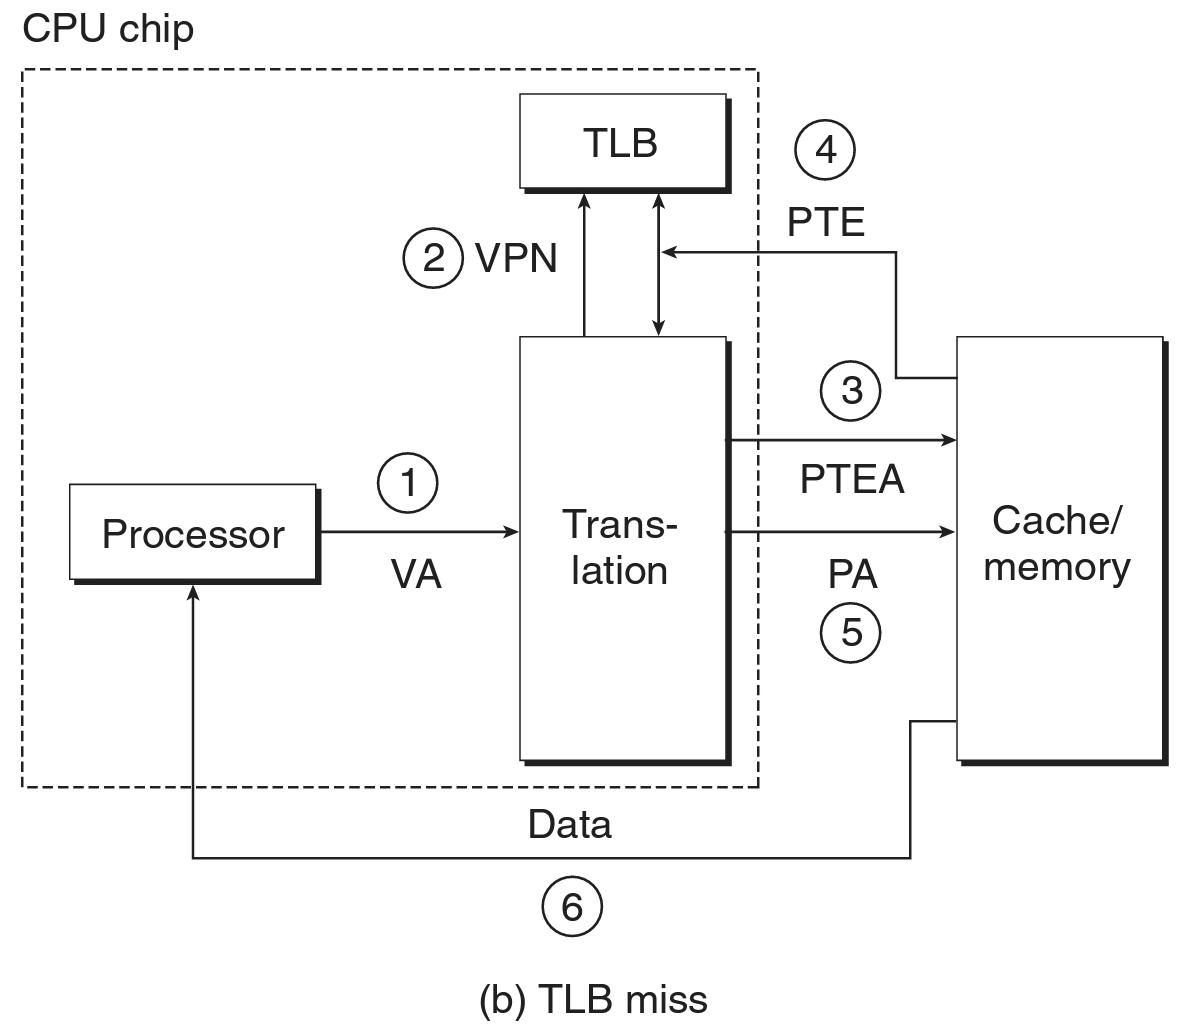 CPU chip
TLB
4
PTE
2 VPN
3
PTEA
1
Processor
VA
Trans-
lation
Cache/
memory
PA
5
Data
6
(b) TLB miss